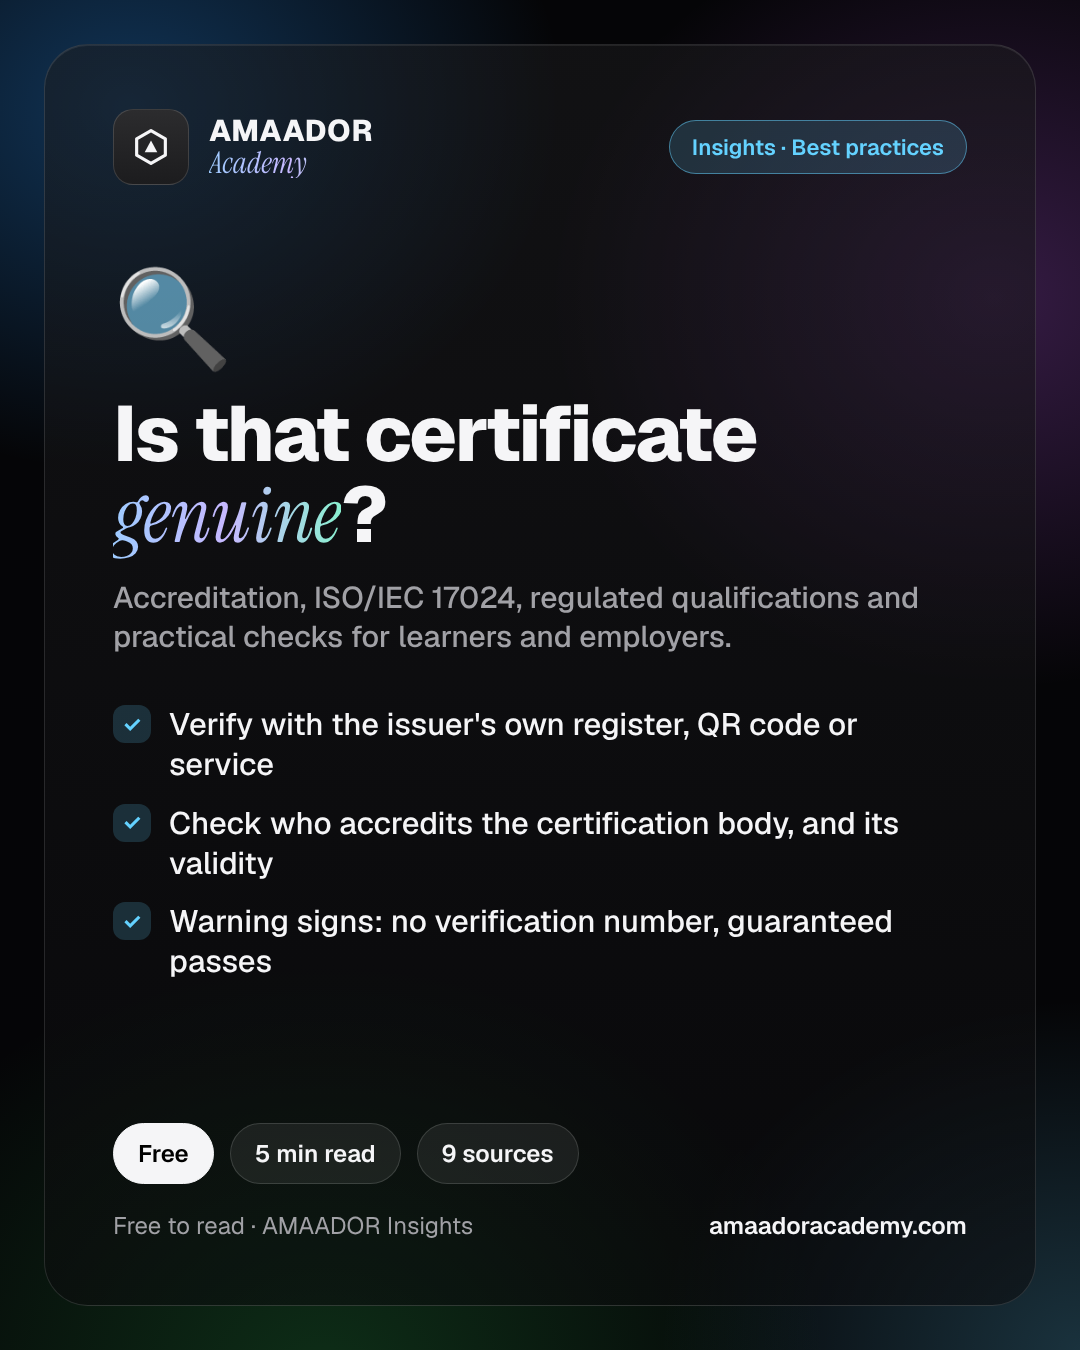 AMAADOR
Academy
Insights · Best practices
Is that certificate
genuine?
Accreditation, ISO/IEC 17024, regulated qualifications and
practical checks for learners and employers.
Verify with the issuer's own register, QR code or
service
Check who accredits the certification body, and its
validity
Warning signs: no verification number, guaranteed
passes
Free
5 min read
9 sources
Free to read · AMAADOR Insights
amaadoracademy.com